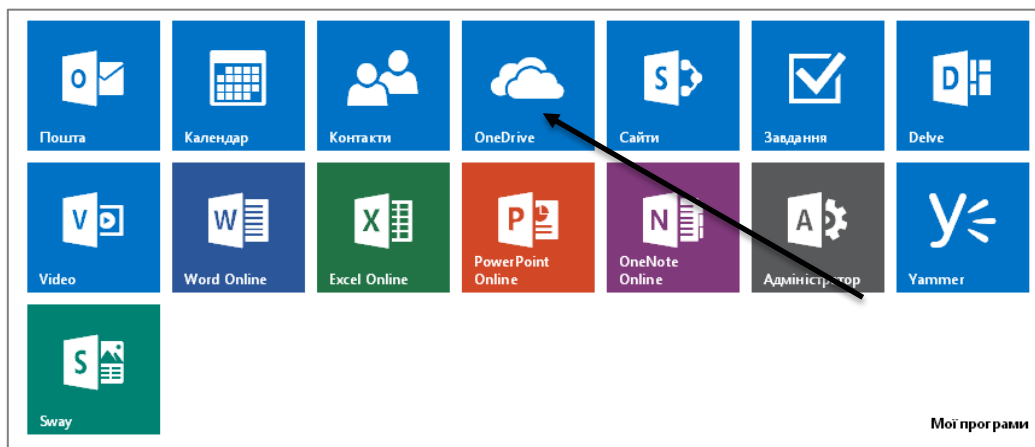 Пошта
Календар
Контакти
OneDrive
Сайти
Завдання
Delve
Video
Word Online
Excel Online
PowerPoint
Online
OneNote
Online
Адміністратор
Yammer
Sway
Мої програми